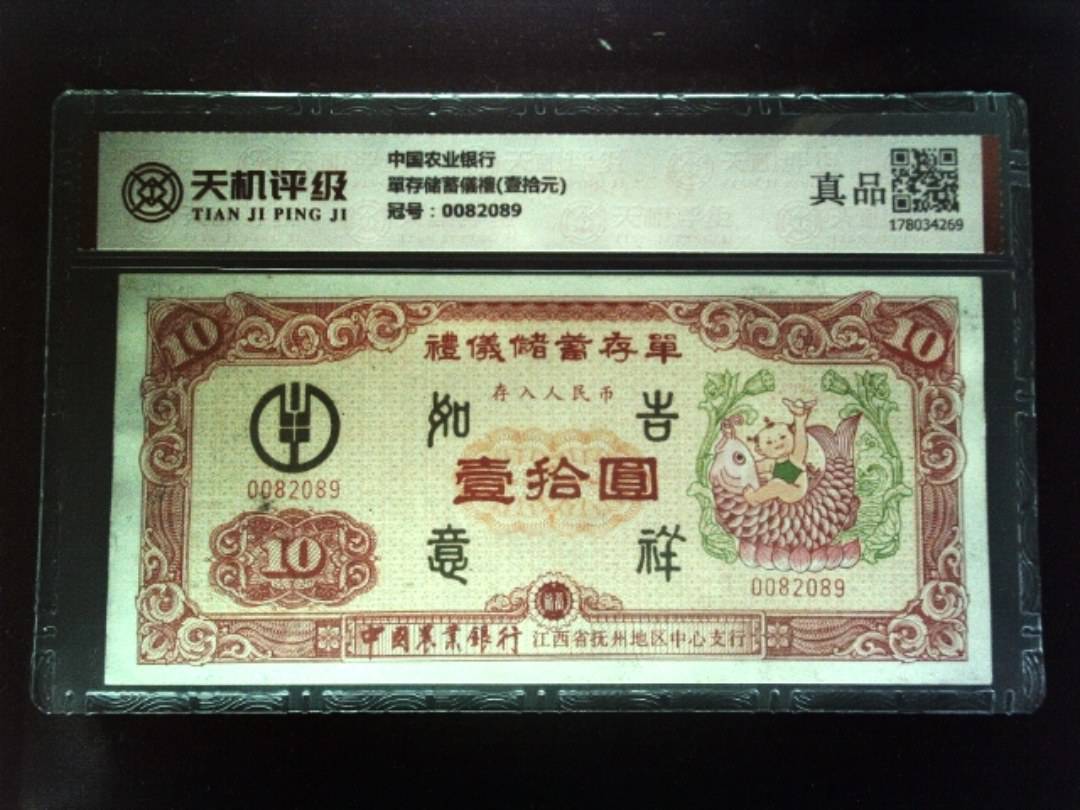 天机评级
TIAN JI PING JI
中国农业银行
單存储蓄儀禮(壹拾元)
冠号：0082089
真品
178034269
10
10
禮儀儲蓄存單
存入人民币
如 吉
壹拾圓
意 祥
0082089
10
0082089
中國農業銀行 江西省抚州地区中心支行